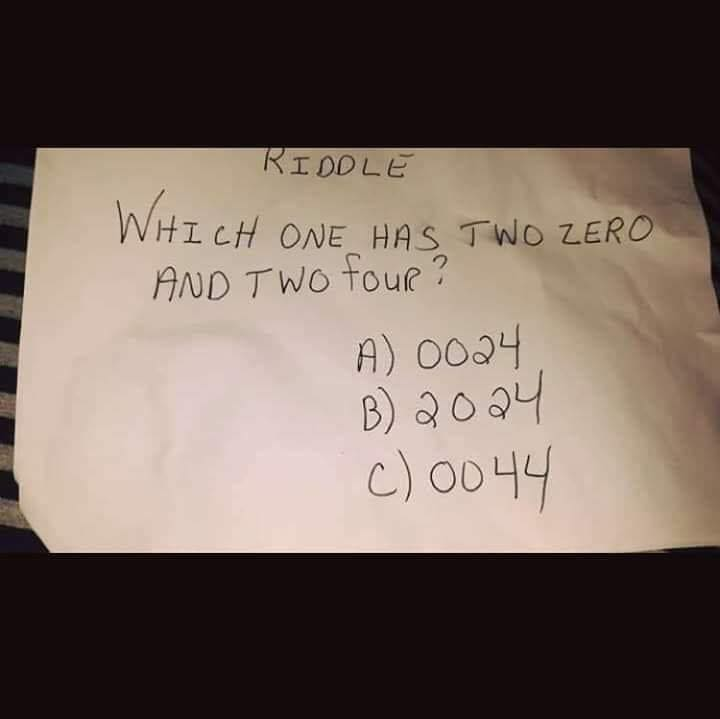 RIDDLE
WHICH ONE HAS TWO ZERO
AND TWO four?
A) 0024
B) 2024
C) 0044